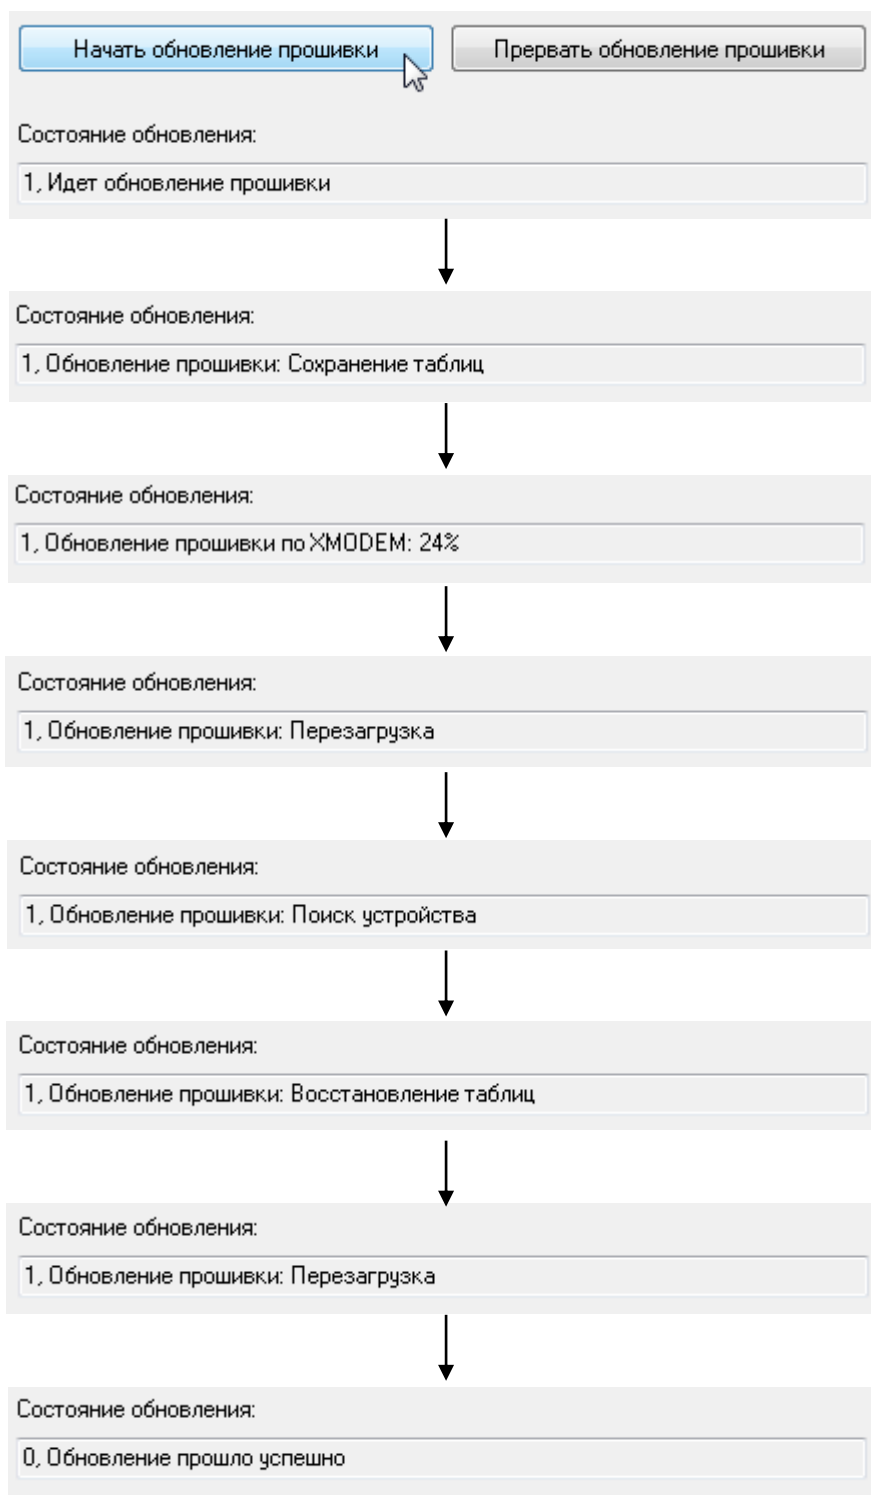 Начать обновление прошивки Прервать обновление прошивки
Состояние обновления:
1, Идет обновление прошивки
Состояние обновления:
1, Обновление прошивки: Сохранение таблиц
Состояние обновления:
1, Обновление прошивки по XMODEM: 24%
Состояние обновления:
1, Обновление прошивки: Перезагрузка
Состояние обновления:
1, Обновление прошивки: Поиск устройства
Состояние обновления:
1, Обновление прошивки: Восстановление таблиц
Состояние обновления:
1, Обновление прошивки: Перезагрузка
Состояние обновления:
0, Обновление прошло успешно